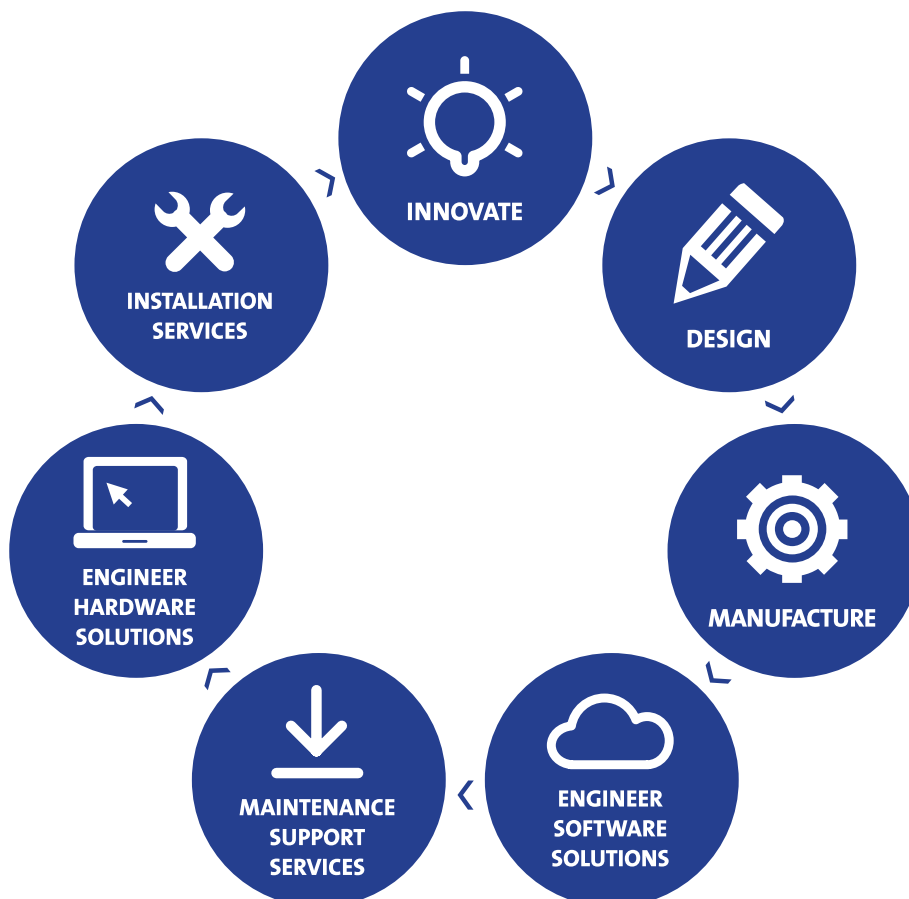 INNOVATE
DESIGN
MANUFACTURE
ENGINEER
SOFTWARE
SOLUTIONS
MAINTENANCE
SUPPORT
SERVICES
ENGINEER
HARDWARE
SOLUTIONS
INSTALLATION
SERVICES